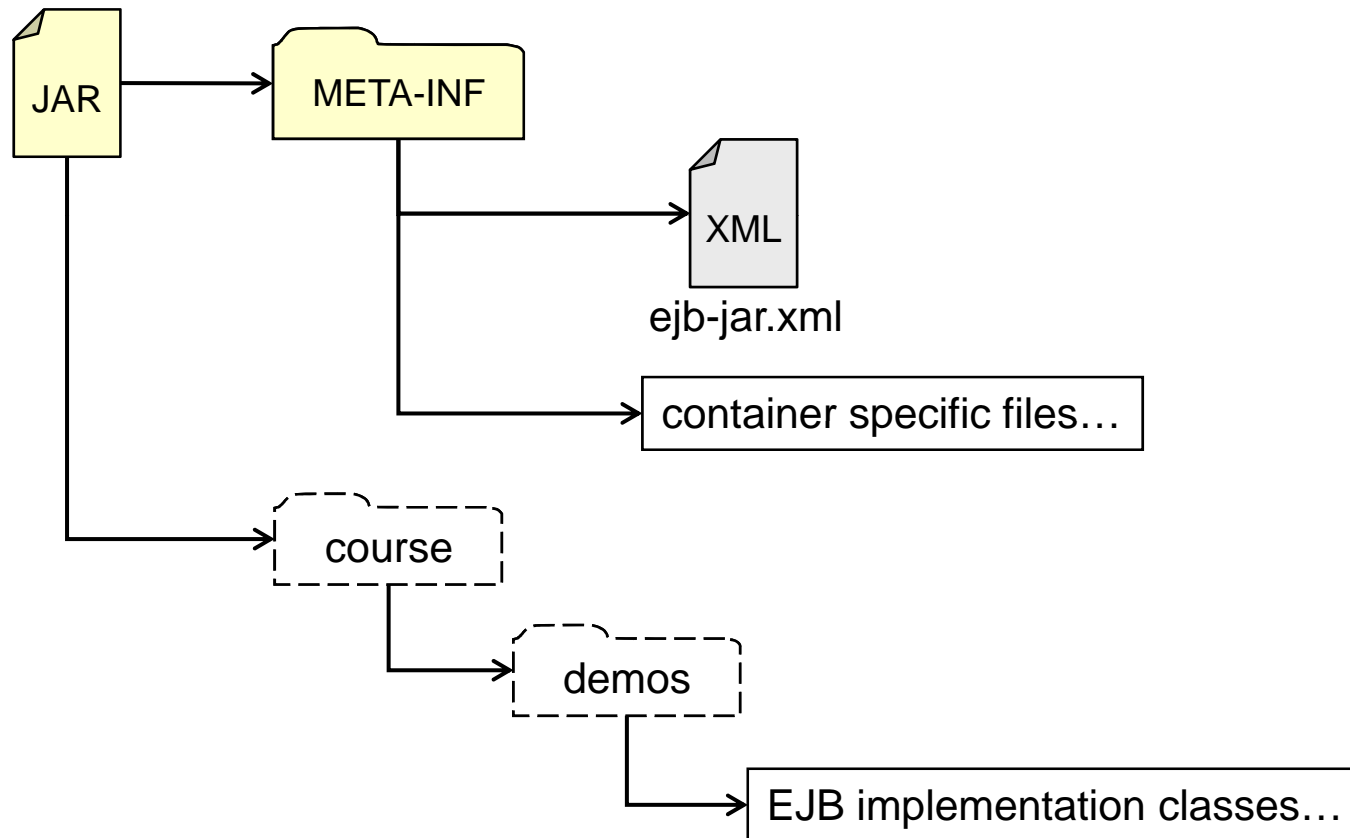 JAR
META-INF
XML
ejb-jar.xml
container specific files…
course
demos
EJB implementation classes…